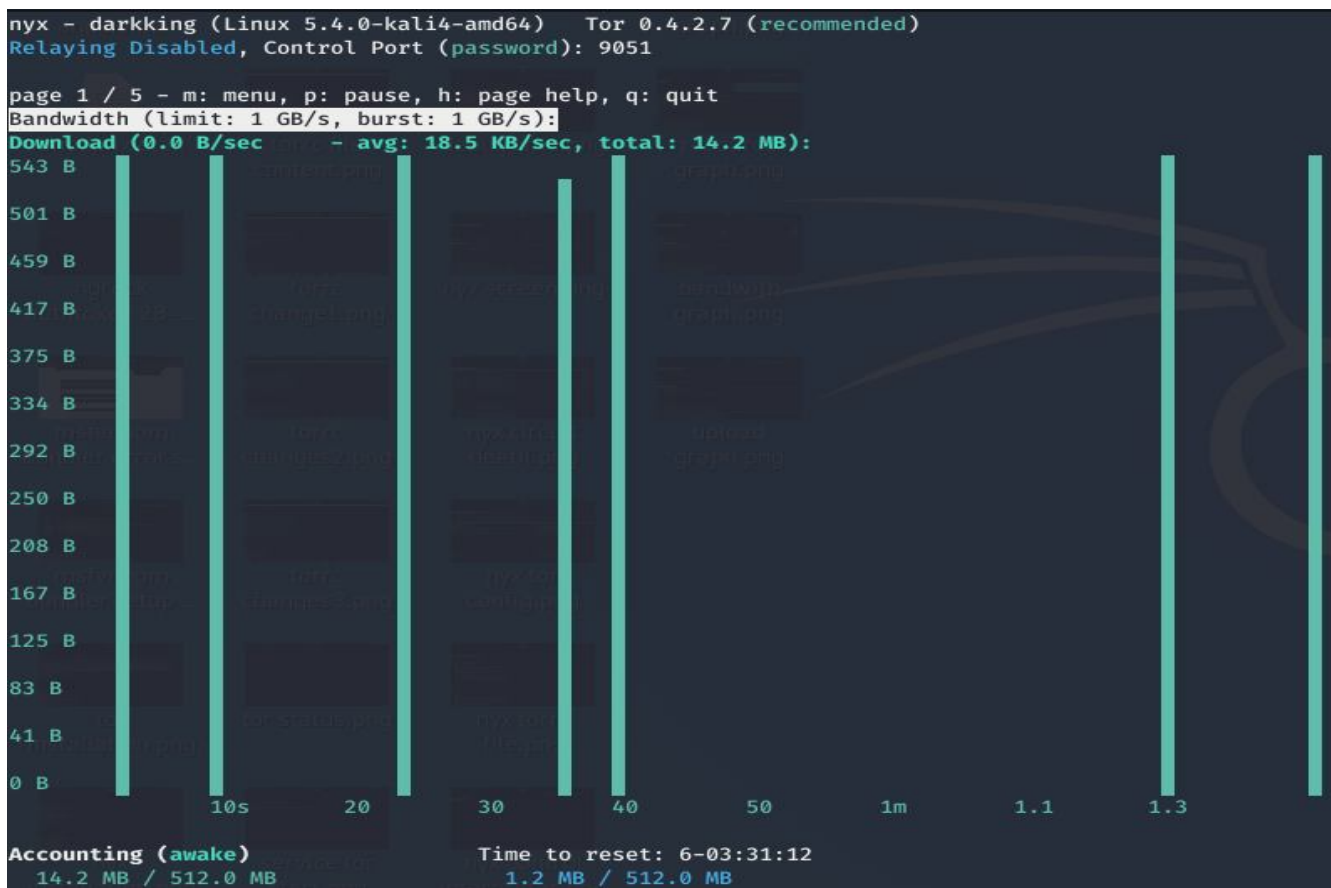 nyx - darkking (Linux 5.4.0-kali4-amd64)   Tor 0.4.2.7 (recommended)
Relaying Disabled, Control Port (password): 9051
page 1 / 5 - m: menu, p: pause, h: page help, q: quit
Bandwidth (limit: 1 GB/s, burst: 1 GB/s):
Download (0.0 B/sec     - avg: 18.5 KB/sec, total: 14.2 MB):
543 B
501 B
459 B
417 B
375 B
334 B
292 B
250 B
208 B
167 B
125 B
83 B
41 B
0 B
10s 20 30 40 50 1m 1.1 1.3
Accounting (awake) Time to reset: 6-03:31:12
14.2 MB / 512.0 MB 1.2 MB / 512.0 MB